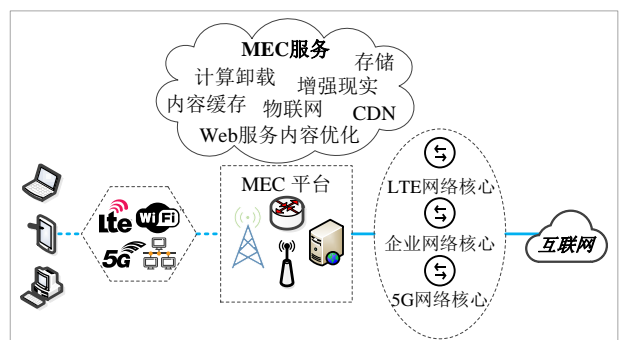 MEC服务
存储
计算卸载
增强现实
内容缓存
物联网
CDN
Web服务内容优化
MEC 平台
Lte
WiFi
5G
LTE网络核心
企业网络核心
5G网络核心
互联网